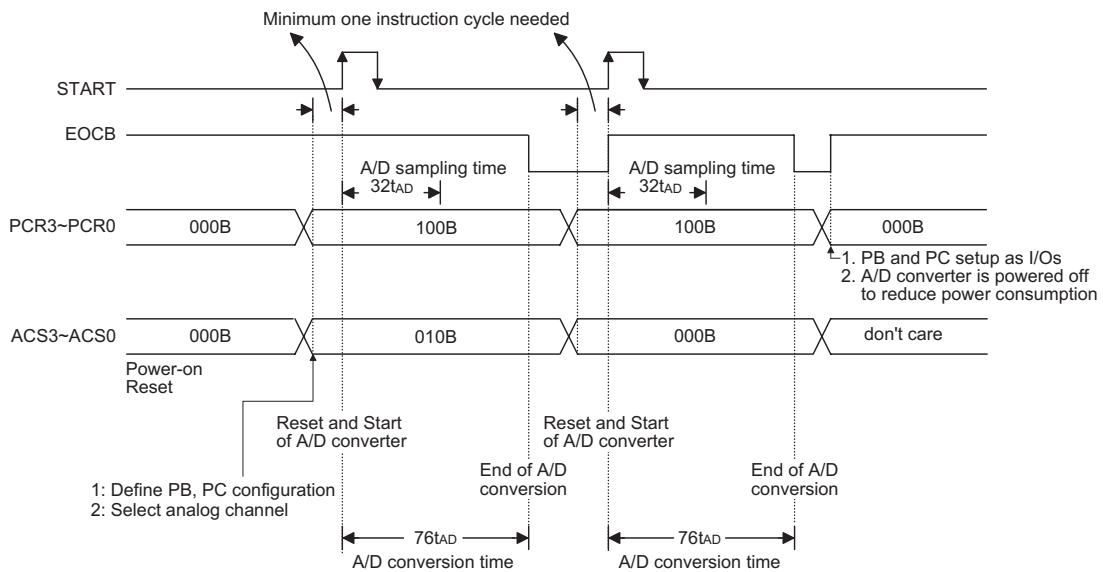 Minimum one instruction cycle needed
START
EOCB
A/D sampling time
32tAD
A/D sampling time
32tAD
PCR3~PCR0
000B
100B
100B
000B
1. PB and PC setup as I/Os
2. A/D converter is powered off
to reduce power consumption
ACS3~ACS0
000B
010B
000B
don't care
Power-on
Reset
Reset and Start
of A/D converter
Reset and Start
of A/D converter
1: Define PB, PC configuration
2: Select analog channel
End of A/D
conversion
End of A/D
conversion
76tAD
A/D conversion time
76tAD
A/D conversion time